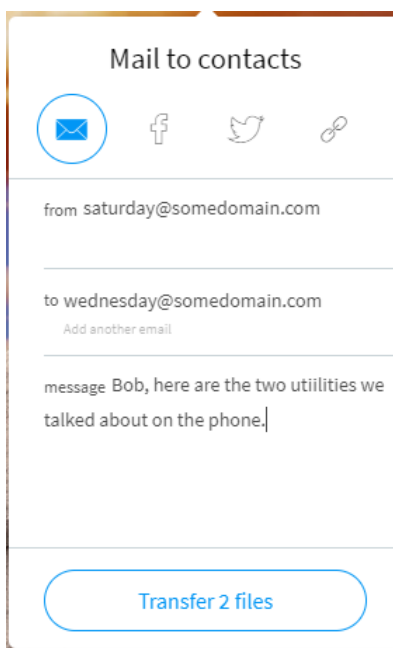 Mail to contacts
from saturday@somedomain.com
to wednesday@somedomain.com
Add another email
message Bob, here are the two utiilities we
talked about on the phone.
Transfer 2 files